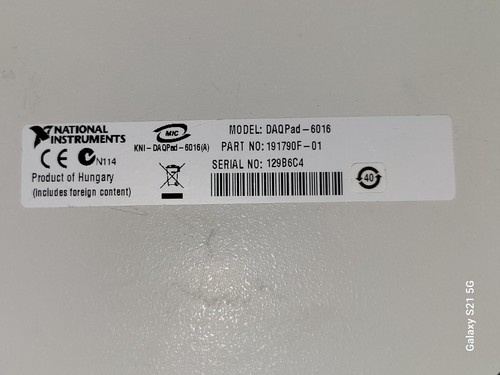 NATIONAL
INSTRUMENTS
CE N114
Product of Hungary
(includes foreign content)
MIC
KNI-DAQPad-6016(A)
MODEL: DAQPad-6016
PART NO: 191790F-01
SERIAL NO: 129B6C4
40
Galaxy S21 5G